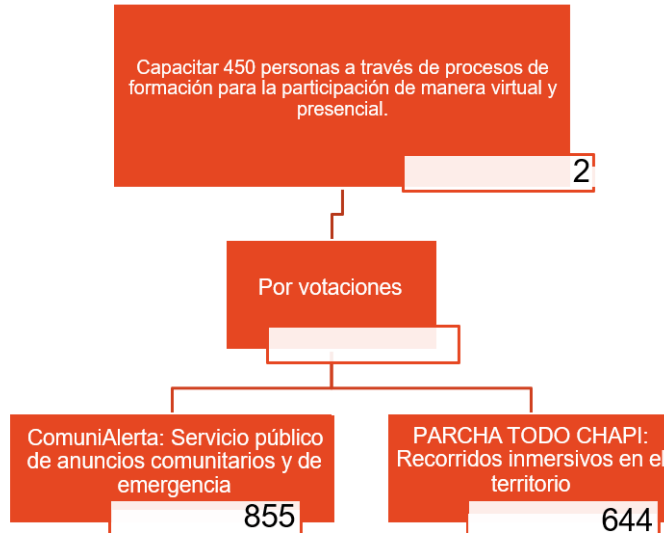 Capacitar 450 personas a través de procesos de
formación para la participación de manera virtual y
presencial.
2
Por votaciones
ComuniAlerta: Servicio público
de anuncios comunitarios y de
emergencia
855
PARCHA TODO CHAPI:
Recorridos inmersivos en el
territorio
644